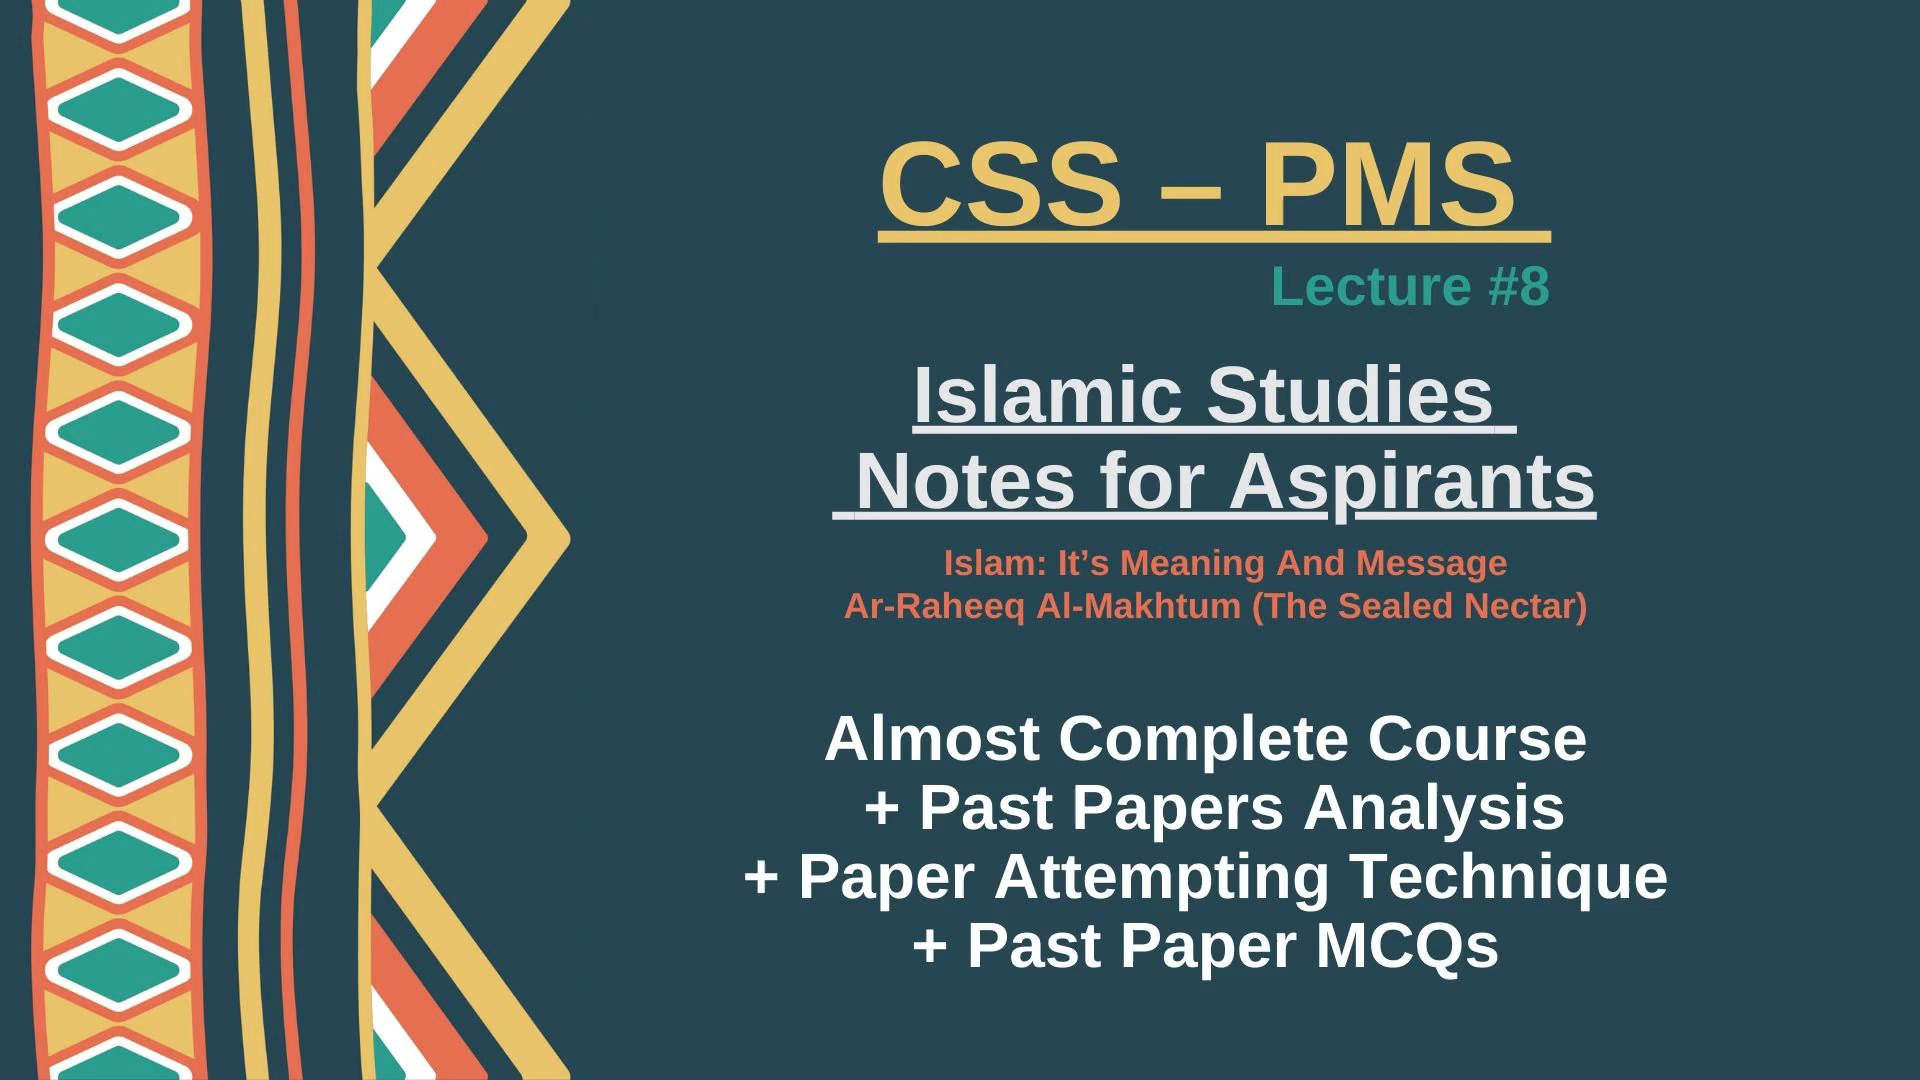 CSS – PMS
Lecture #8
Islamic Studies
Notes for Aspirants
Islam: It’s Meaning And Message
Ar-Raheeq Al-Makhtum (The Sealed Nectar)
Almost Complete Course
+ Past Papers Analysis
+ Paper Attempting Technique
+ Past Paper MCQs